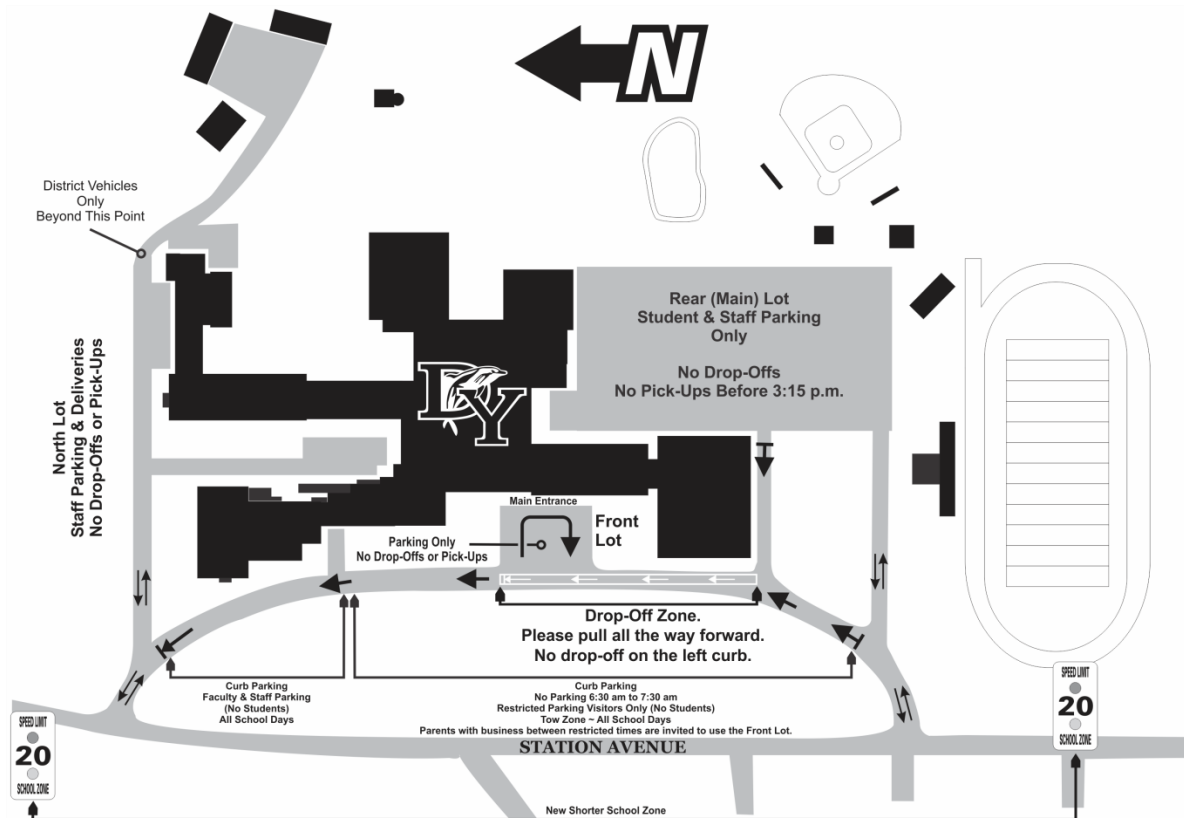 N
District Vehicles
Only
Beyond This Point
North Lot
Staff Parking & Deliveries
No Drop-Offs or Pick-Ups
Rear (Main) Lot
Student & Staff Parking
Only
No Drop-Offs
No Pick-Ups Before 3:15 p.m.
DY
Main Entrance
Front
Lot
Parking Only
No Drop-Offs or Pick-Ups
Drop-Off Zone.
Please pull all the way forward.
No drop-off on the left curb.
Curb Parking
Faculty & Staff Parking
(No Students)
All School Days
Curb Parking
No Parking 6:30 am to 7:30 am
Restricted Parking Visitors Only (No Students)
Tow Zone ~ All School Days
Parents with business between restricted times are invited to use the Front Lot.
STATION AVENUE
SPEED LIMIT
20
SCHOOL ZONE
SPEED LIMIT
20
SCHOOL ZONE
New Shorter School Zone